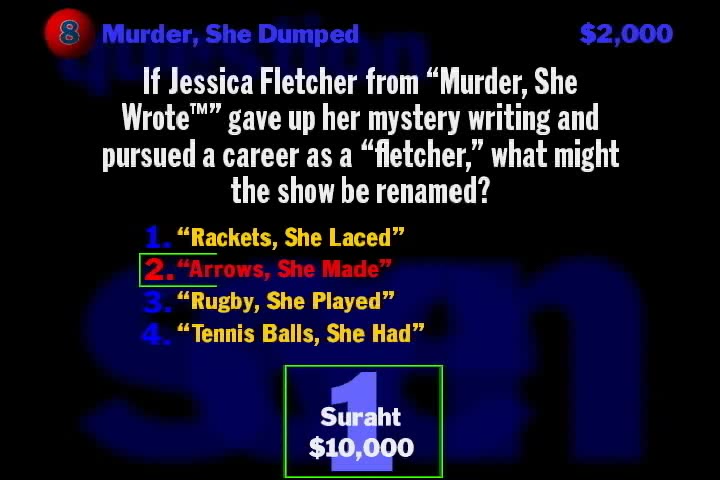 8 Murder, She Dumped $2,000
If Jessica Fletcher from “Murder, She
Wrote™” gave up her mystery writing and
pursued a career as a “fletcher,” what might
the show be renamed?
1. “Rackets, She Laced”
2. “Arrows, She Made”
3. “Rugby, She Played”
4. “Tennis Balls, She Had”
1
Suraht
$10,000